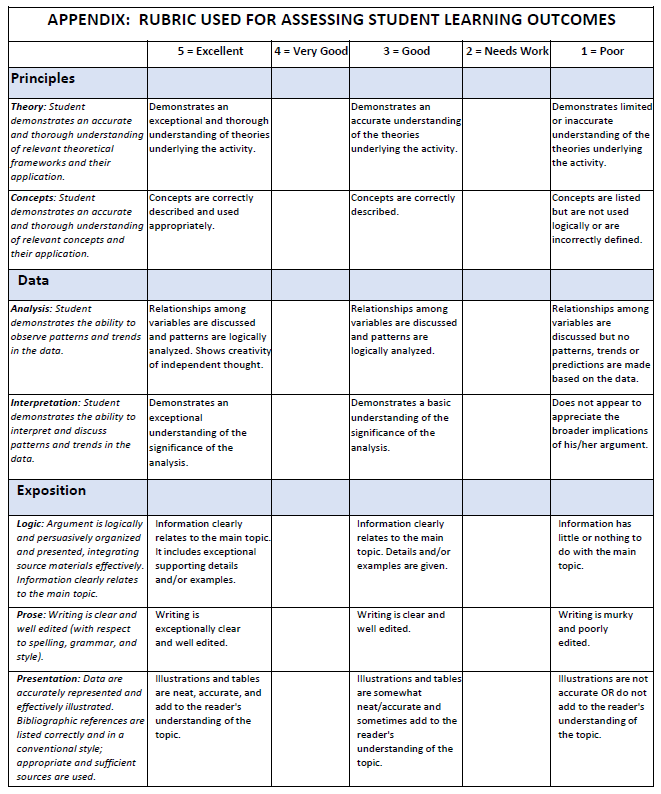 APPENDIX: RUBRIC USED FOR ASSESSING STUDENT LEARNING OUTCOMES
5 = Excellent 4 = Very Good 3 = Good 2 = Needs Work 1 = Poor
Principles
Theory: Student
demonstrates an accurate
and thorough understanding
of relevant theoretical
frameworks and their
application.
Demonstrates an
exceptional and thorough
understanding of theories
underlying the activity.
Demonstrates an
accurate understanding
of the theories
underlying the activity.
Demonstrates limited
or inaccurate
understanding of the
theories underlying
the activity.
Concepts: Student
demonstrates an accurate
and thorough understanding
of relevant concepts and
their application.
Concepts are correctly
described and used
appropriately.
Concepts are correctly
described.
Concepts are listed
but are not used
logically or are
incorrectly defined.
Data
Analysis: Student
demonstrates the ability to
observe patterns and trends
in the data.
Relationships among
variables are discussed
and patterns are logically
analyzed. Shows creativity
of independent thought.
Relationships among
variables are discussed
and patterns are
logically analyzed.
Relationships among
variables are
discussed but no
patterns, trends or
predictions are made
based on the data.
Interpretation: Student
demonstrates the ability to
interpret and discuss
patterns and trends in the
data.
Demonstrates an
exceptional
understanding of the
significance of the
analysis.
Demonstrates a basic
understanding of the
significance of the
analysis.
Does not appear to
appreciate the
broader implications
of his/her argument.
Exposition
Logic: Argument is logically
and persuasively organized
and presented, integrating
source materials effectively.
Information clearly relates
to the main topic.
Information clearly
relates to the main topic.
It includes exceptional
supporting details
and/or examples.
Information clearly
relates to the main
topic. Details and/or
examples are given.
Information has
little or nothing to
do with the main
topic.
Prose: Writing is clear and
well edited (with respect
to spelling, grammar, and
style).
Writing is
exceptionally clear
and well edited.
Writing is clear and
well edited.
Writing is murky
and poorly
edited.
Presentation: Data are
accurately represented and
effectively illustrated.
Bibliographic references are
listed correctly and in a
conventional style;
appropriate and sufficient
sources are used.
Illustrations and tables
are neat, accurate, and
add to the reader's
understanding of the
topic.
Illustrations and tables
are somewhat
neat/accurate and
sometimes add to the
reader's
understanding of the
topic.
Illustrations are not
accurate OR do not
add to the reader's
understanding of
the topic.